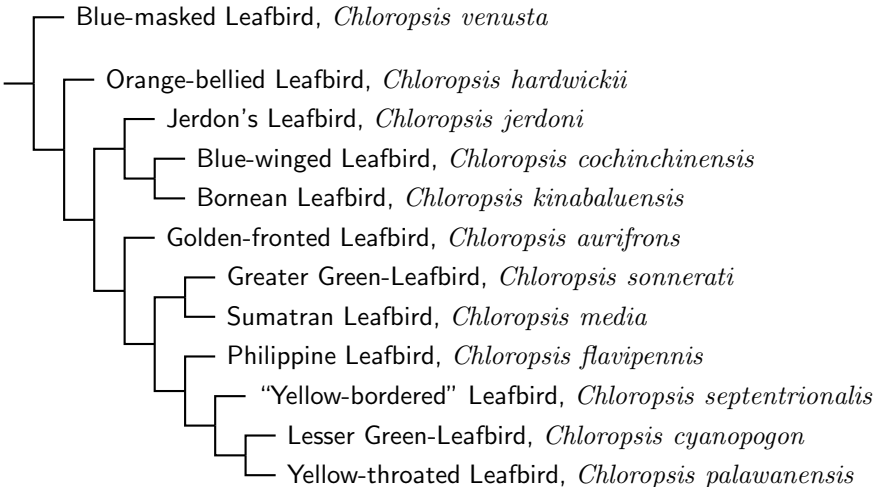 Blue-masked Leafbird, Chloropsis venusta
Orange-bellied Leafbird, Chloropsis hardwickii
Jerdon's Leafbird, Chloropsis jerdoni
Blue-winged Leafbird, Chloropsis cochinchinensis
Bornean Leafbird, Chloropsis kinabaluensis
Golden-fronted Leafbird, Chloropsis aurifrons
Greater Green-Leafbird, Chloropsis sonnerati
Sumatran Leafbird, Chloropsis media
Philippine Leafbird, Chloropsis flavipennis
“Yellow-bordered” Leafbird, Chloropsis septentrionalis
Lesser Green-Leafbird, Chloropsis cyanopogon
Yellow-throated Leafbird, Chloropsis palawanensis